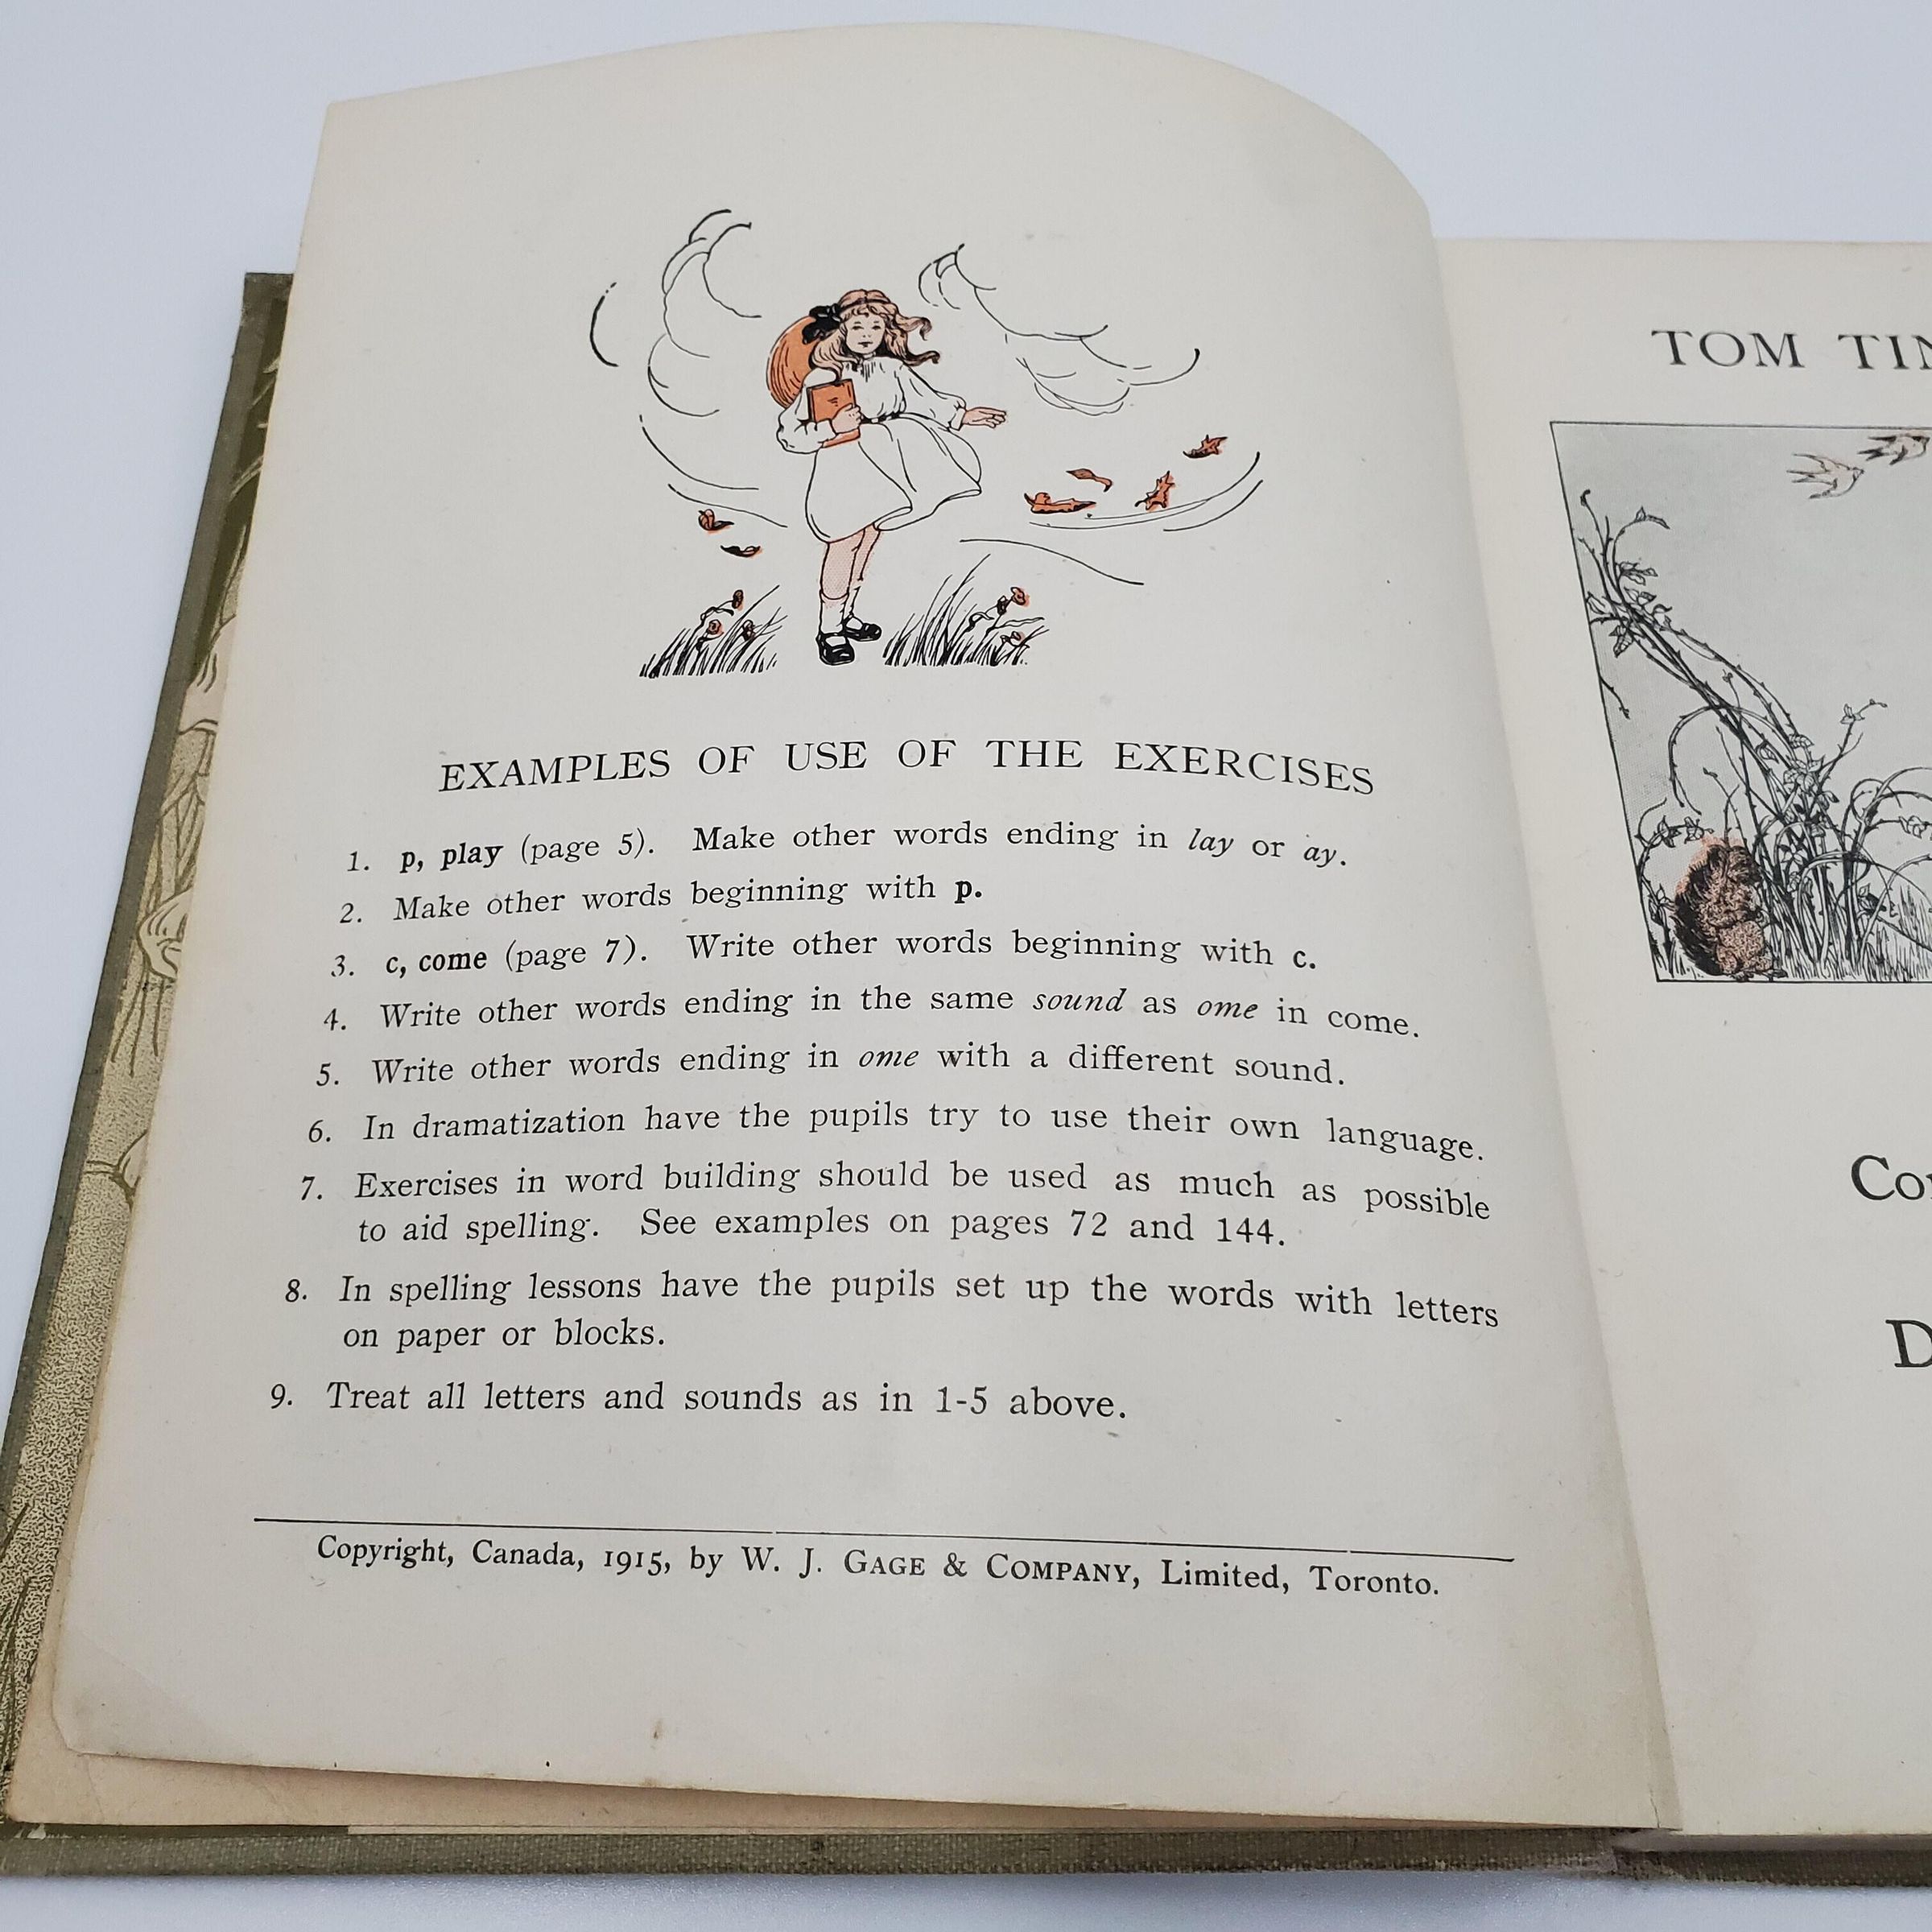 EXAMPLES OF USE OF THE EXERCISES
1. p, play (page 5). Make other words ending in lay or ay.
2. Make other words beginning with p.
3. c, come (page 7). Write other words beginning with c.
4. Write other words ending in the same sound as ome in come.
5. Write other words ending in ome with a different sound.
6. In dramatization have the pupils try to use their own language.
7. Exercises in word building should be used as much as possible
to aid spelling. See examples on pages 72 and 144.
8. In spelling lessons have the pupils set up the words with letters
on paper or blocks.
9. Treat all letters and sounds as in 1-5 above.
Copyright, Canada, 1915, by W. J. GAGE & COMPANY, Limited, Toronto.
TOM